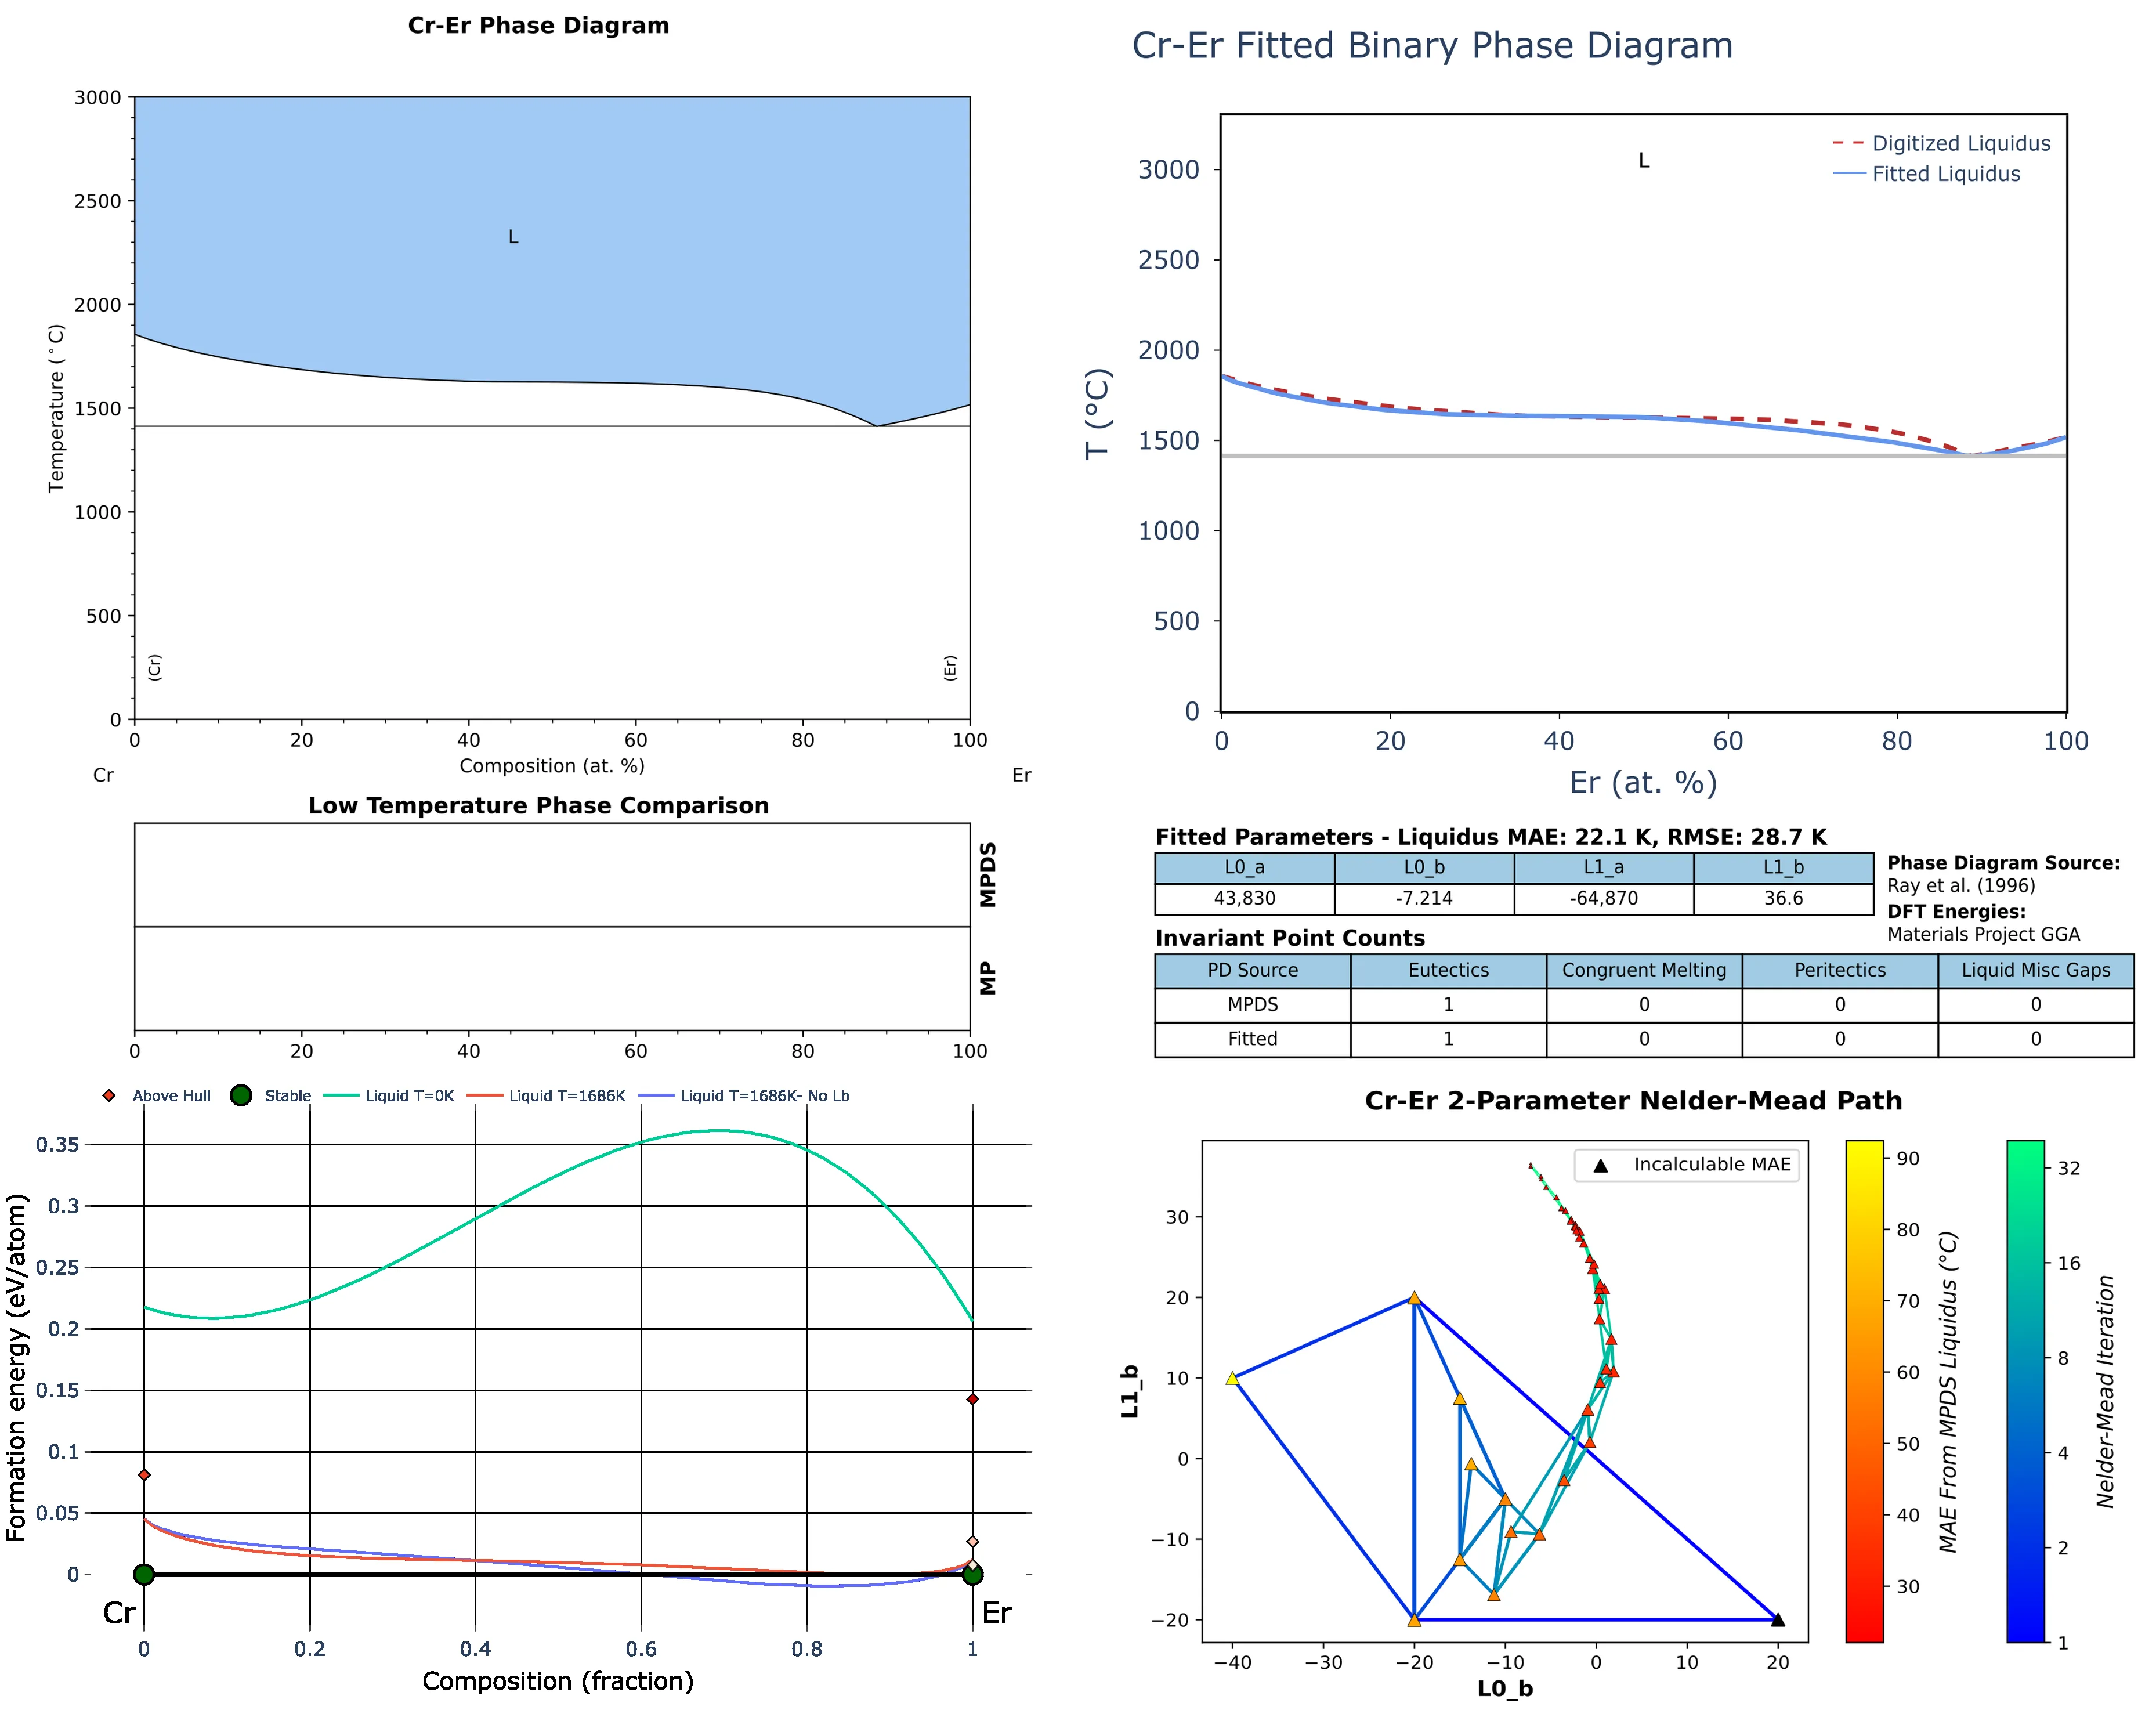 Cr-Er Phase Diagram
3000
2500
2000
1500
1000
500
0
Temperature (°C)
L
(Cr)
(Er)
0 20 40 60 80 100
Composition (at. %)
Cr
Er
Cr-Er Fitted Binary Phase Diagram
L
Digitized Liquidus
Fitted Liquidus
3000
2500
2000
1500
1000
500
0
T (°C)
0 20 40 60 80 100
Er (at. %)
Low Temperature Phase Comparison
MPDS
MP
0 20 40 60 80 100
Fitted Parameters - Liquidus MAE: 22.1 K, RMSE: 28.7 K
L0_a L0_b L1_a L1_b
43,830 -7.214 -64,870 36.6
Phase Diagram Source:
Ray et al. (1996)
DFT Energies:
Materials Project GGA
Invariant Point Counts
PD Source Eutectics Congruent Melting Peritectics Liquid Misc Gaps
MPDS 1 0 0 0
Fitted 1 0 0 0
Above Hull Stable Liquid T=0K Liquid T=1686K Liquid T=1686K- No Lb
0.35
0.3
0.25
0.2
0.15
0.1
0.05
0
Formation energy (eV/atom)
Cr
Er
0 0.2 0.4 0.6 0.8 1
Composition (fraction)
Cr-Er 2-Parameter Nelder-Mead Path
Incalculable MAE
30
20
10
0
−10
−20
L1_b
−40 −30 −20 −10 0 10 20
L0_b
90
80
70
60
50
40
30
MAE From MPDS Liquidus (°C)
32
16
8
4
2
1
Nelder-Mead Iteration